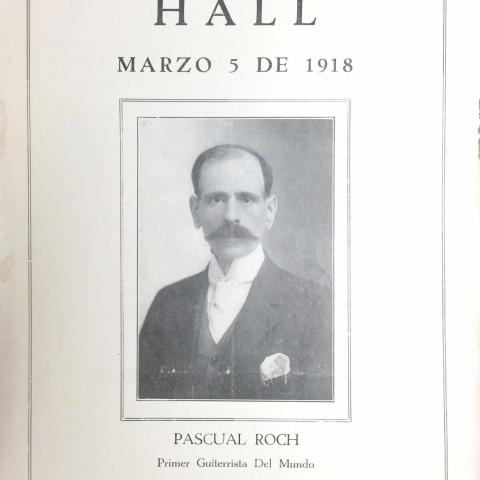 HALL
MARZO 5 DE 1918
PASCUAL ROCH
Primer Guiterrista Del Mundo